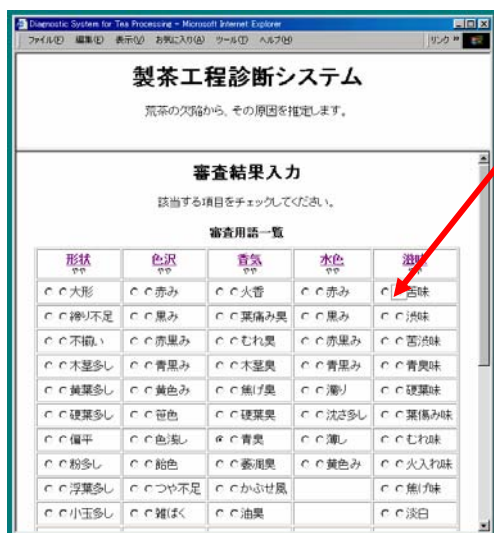 Diagnostic System for Tea Processing - Microsoft Internet Explorer
ファイル(F) 編集(E) 表示(V) お気に入り(A) ツール(T) ヘルプ(H) リンク »
製茶工程診断システム
荒茶の欠陥から、その原因を推定します。
審査結果入力
該当する項目をチェックしてください。
審査用語一覧
形状 色沢 香気 水色 滋味
やや やや やや やや
大形 赤み 火香 赤み 苦味
締り不足 黒み 葉痛み臭 黒み 渋味
不揃い 赤黒み むれ臭 赤黒み 苦渋味
木茎多し 青黒み 木茎臭 青黒み 青臭味
黄葉多し 黄色み 焦げ臭 濁り 硬葉味
硬葉多し 笹色 硬葉臭 沈さ多し 葉傷み味
偏平 色浅し 青臭 薄し むれ味
粉多し 飴色 萎凋臭 黄色み 火入れ味
浮葉多し つや不足 かぶせ風 焦げ味
小玉多し 雑ぱく 油臭 淡白